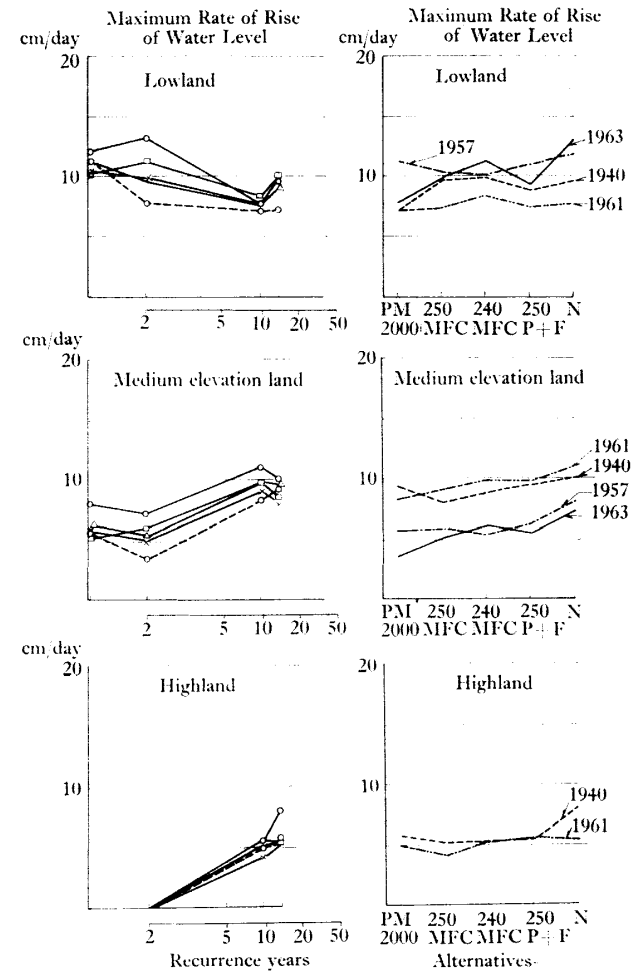 Maximum Rate of Rise
of Water Level
cm/day
20
Lowland
10
2 5 10 20 50
Maximum Rate of Rise
of Water Level
cm/day
20
Lowland
1957
1963
10
1940
1961
PM 250 240 250 N
2000 MFC MFC P+F
cm/day
20
Medium elevation land
10
2 5 10 20 50
20
Medium elevation land
1961
1940
10
1957
1963
PM 250 240 250 N
2000 MFC MFC P+F
cm/day
20
Highland
10
2 5 10 20 50
Recurrence years
20
Highland
10
1940
1961
PM 250 240 250 N
2000 MFC MFC P+F
Alternatives